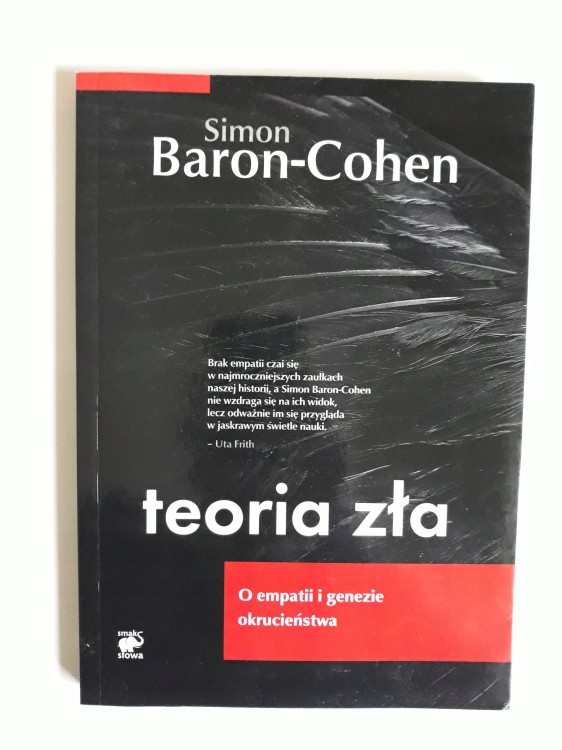 Simon
Baron-Cohen
Brak empatii czai się
w najmroczniejszych zaułkach
naszej historii, a Simon Baron-Cohen
nie wzdraga się na ich widok,
lecz odważnie im się przygląda
w jaskrawym świetle nauki.
– Uta Frith
teoria zła
O empatii i genezie
okrucieństwa
smak
słowa